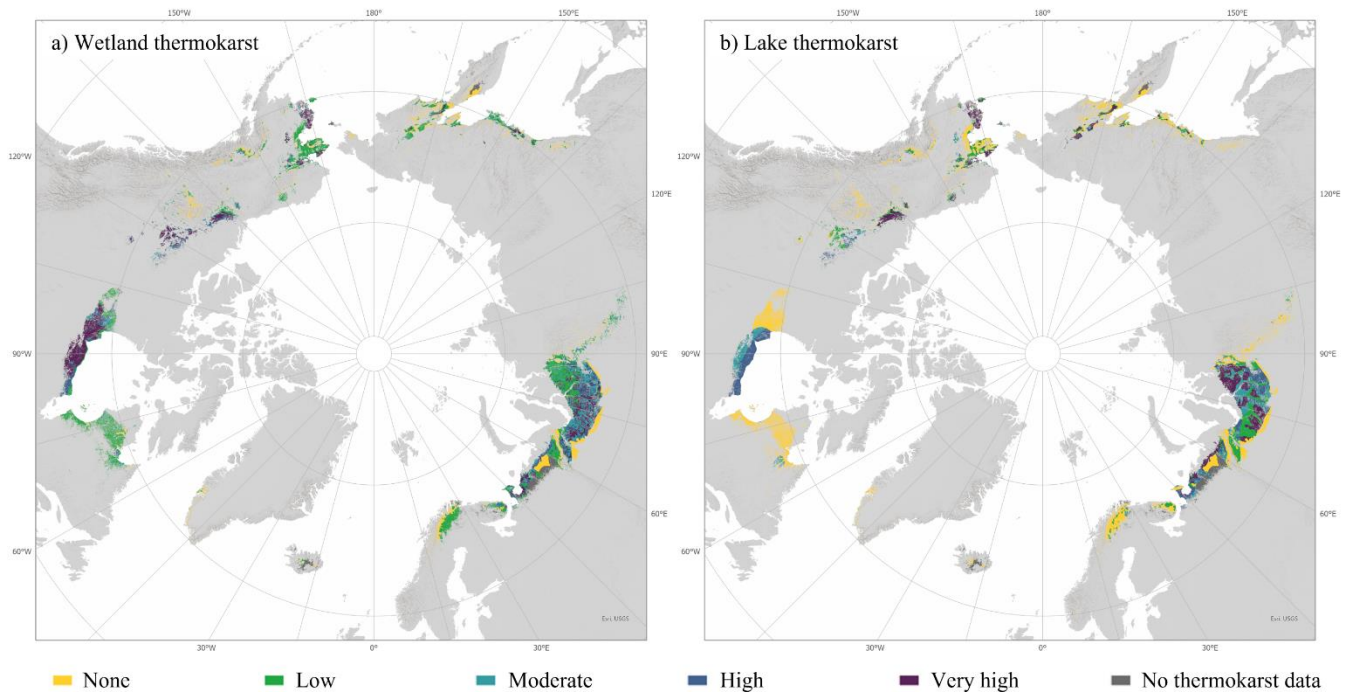 150°W 180° 150°E 150°W 180° 150°E
a) Wetland thermokarst b) Lake thermokarst
120°W 120°E 120°W 120°E
90°W 90°E 90°W 90°E
60°W 60°E 60°W 60°E
Esri, USGS Esri, USGS
30°W 0° 30°E 30°W 0° 30°E
None Low Moderate High Very high No thermokarst data